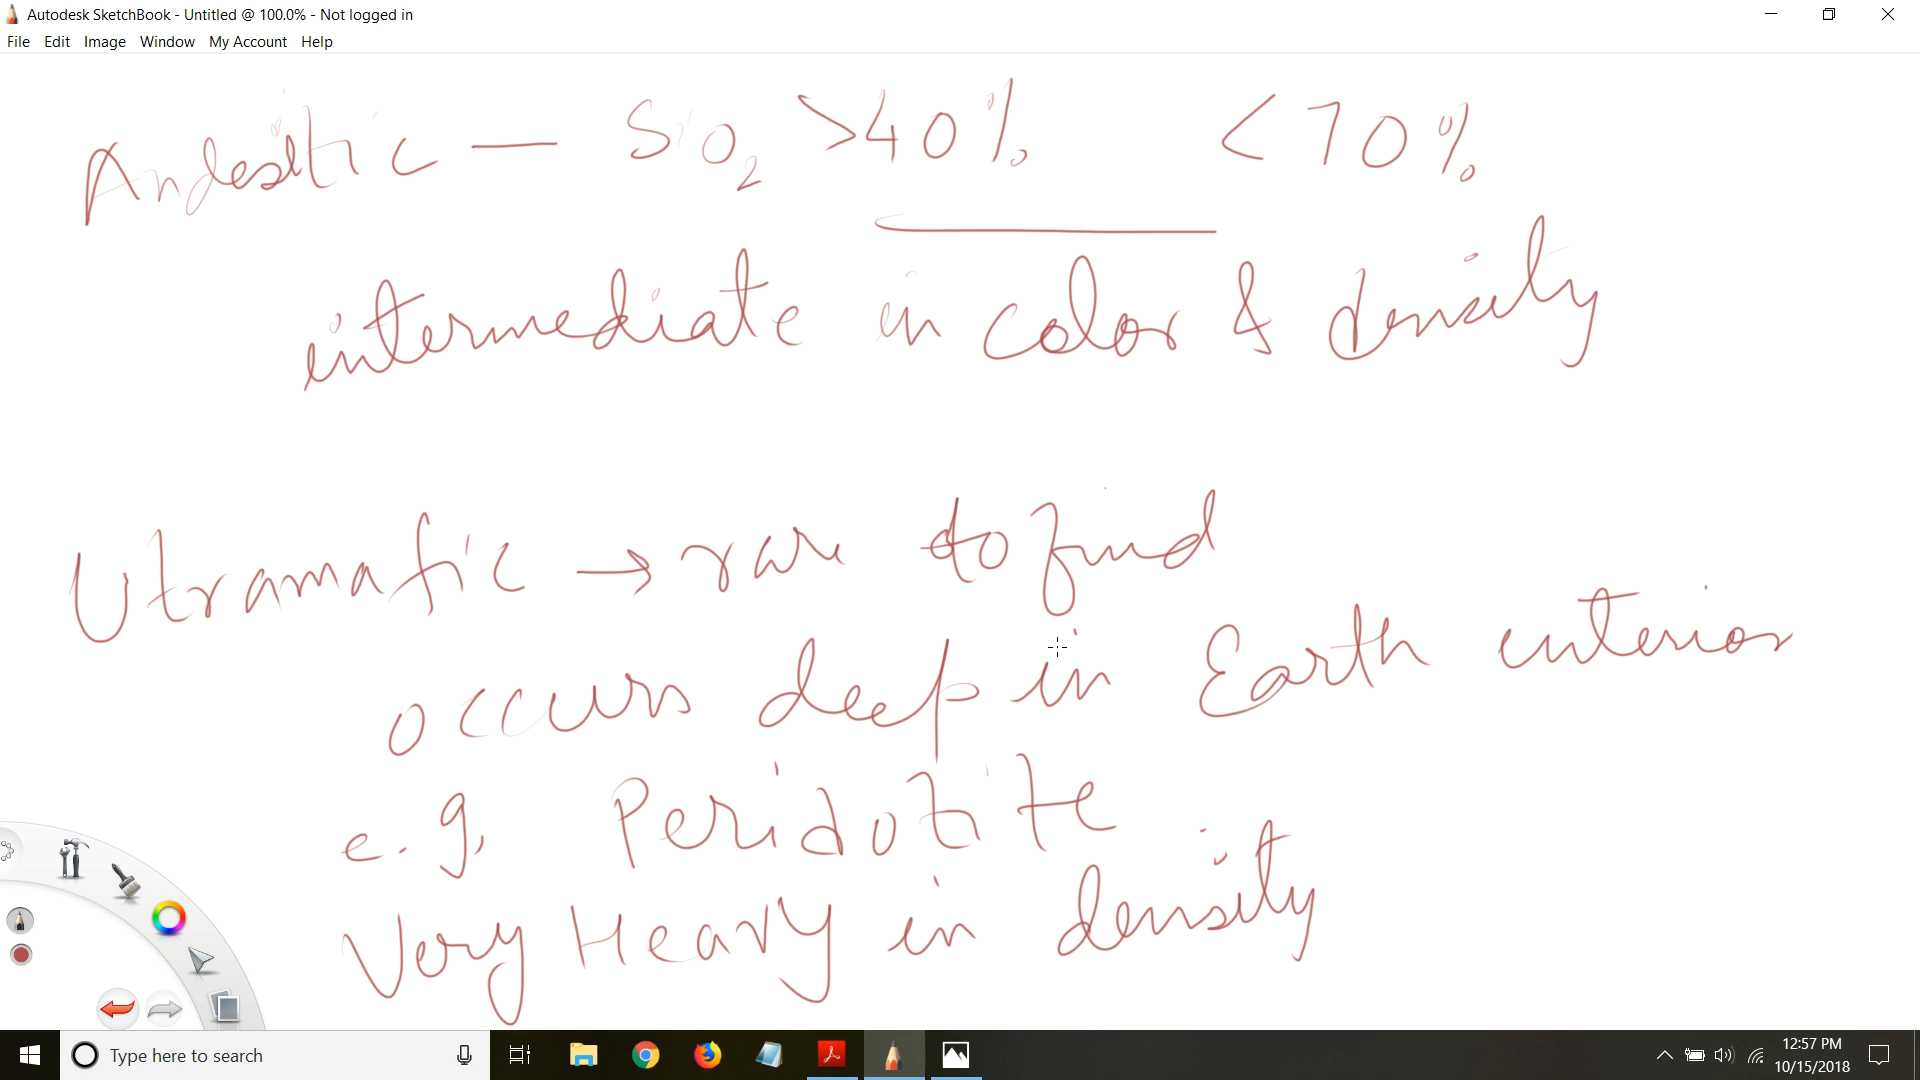 Autodesk SketchBook - Untitled @ 100.0% - Not logged in
File Edit Image Window My Account Help
Andesitic — SiO2 >40% <70%
intermediate in color & density
Utramafic → rare to find
occurs deep in Earth interior
e.g. Peridotite
Very Heavy in density
Type here to search
12:57 PM
10/15/2018